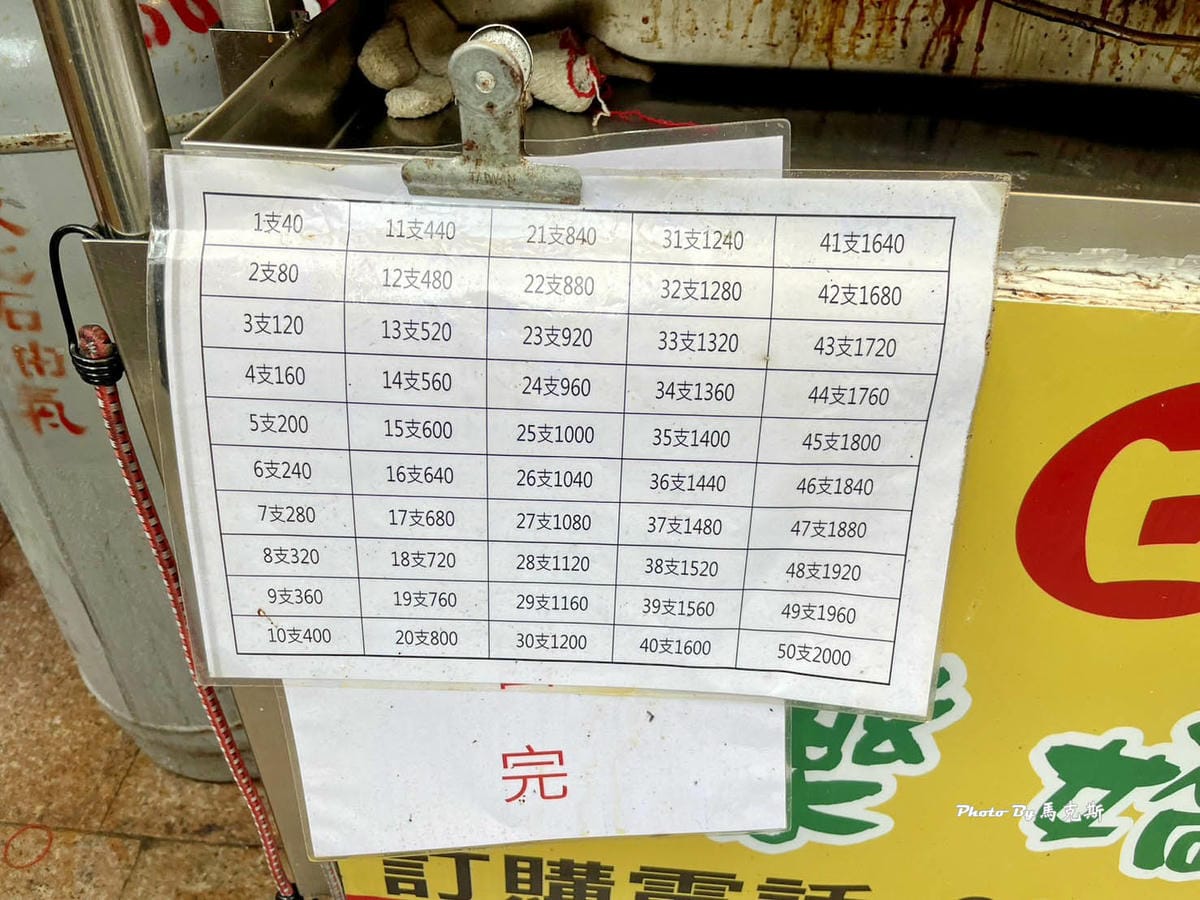 TAIWAN
1支40 11支440 21支840 31支1240 41支1640
2支80 12支480 22支880 32支1280 42支1680
3支120 13支520 23支920 33支1320 43支1720
4支160 14支560 24支960 34支1360 44支1760
5支200 15支600 25支1000 35支1400 45支1800
6支240 16支640 26支1040 36支1440 46支1840
7支280 17支680 27支1080 37支1480 47支1880
8支320 18支720 28支1120 38支1520 48支1920
9支360 19支760 29支1160 39支1560 49支1960
10支400 20支800 30支1200 40支1600 50支2000
完
石油氣
訂購電話
Photo By 馬克斯